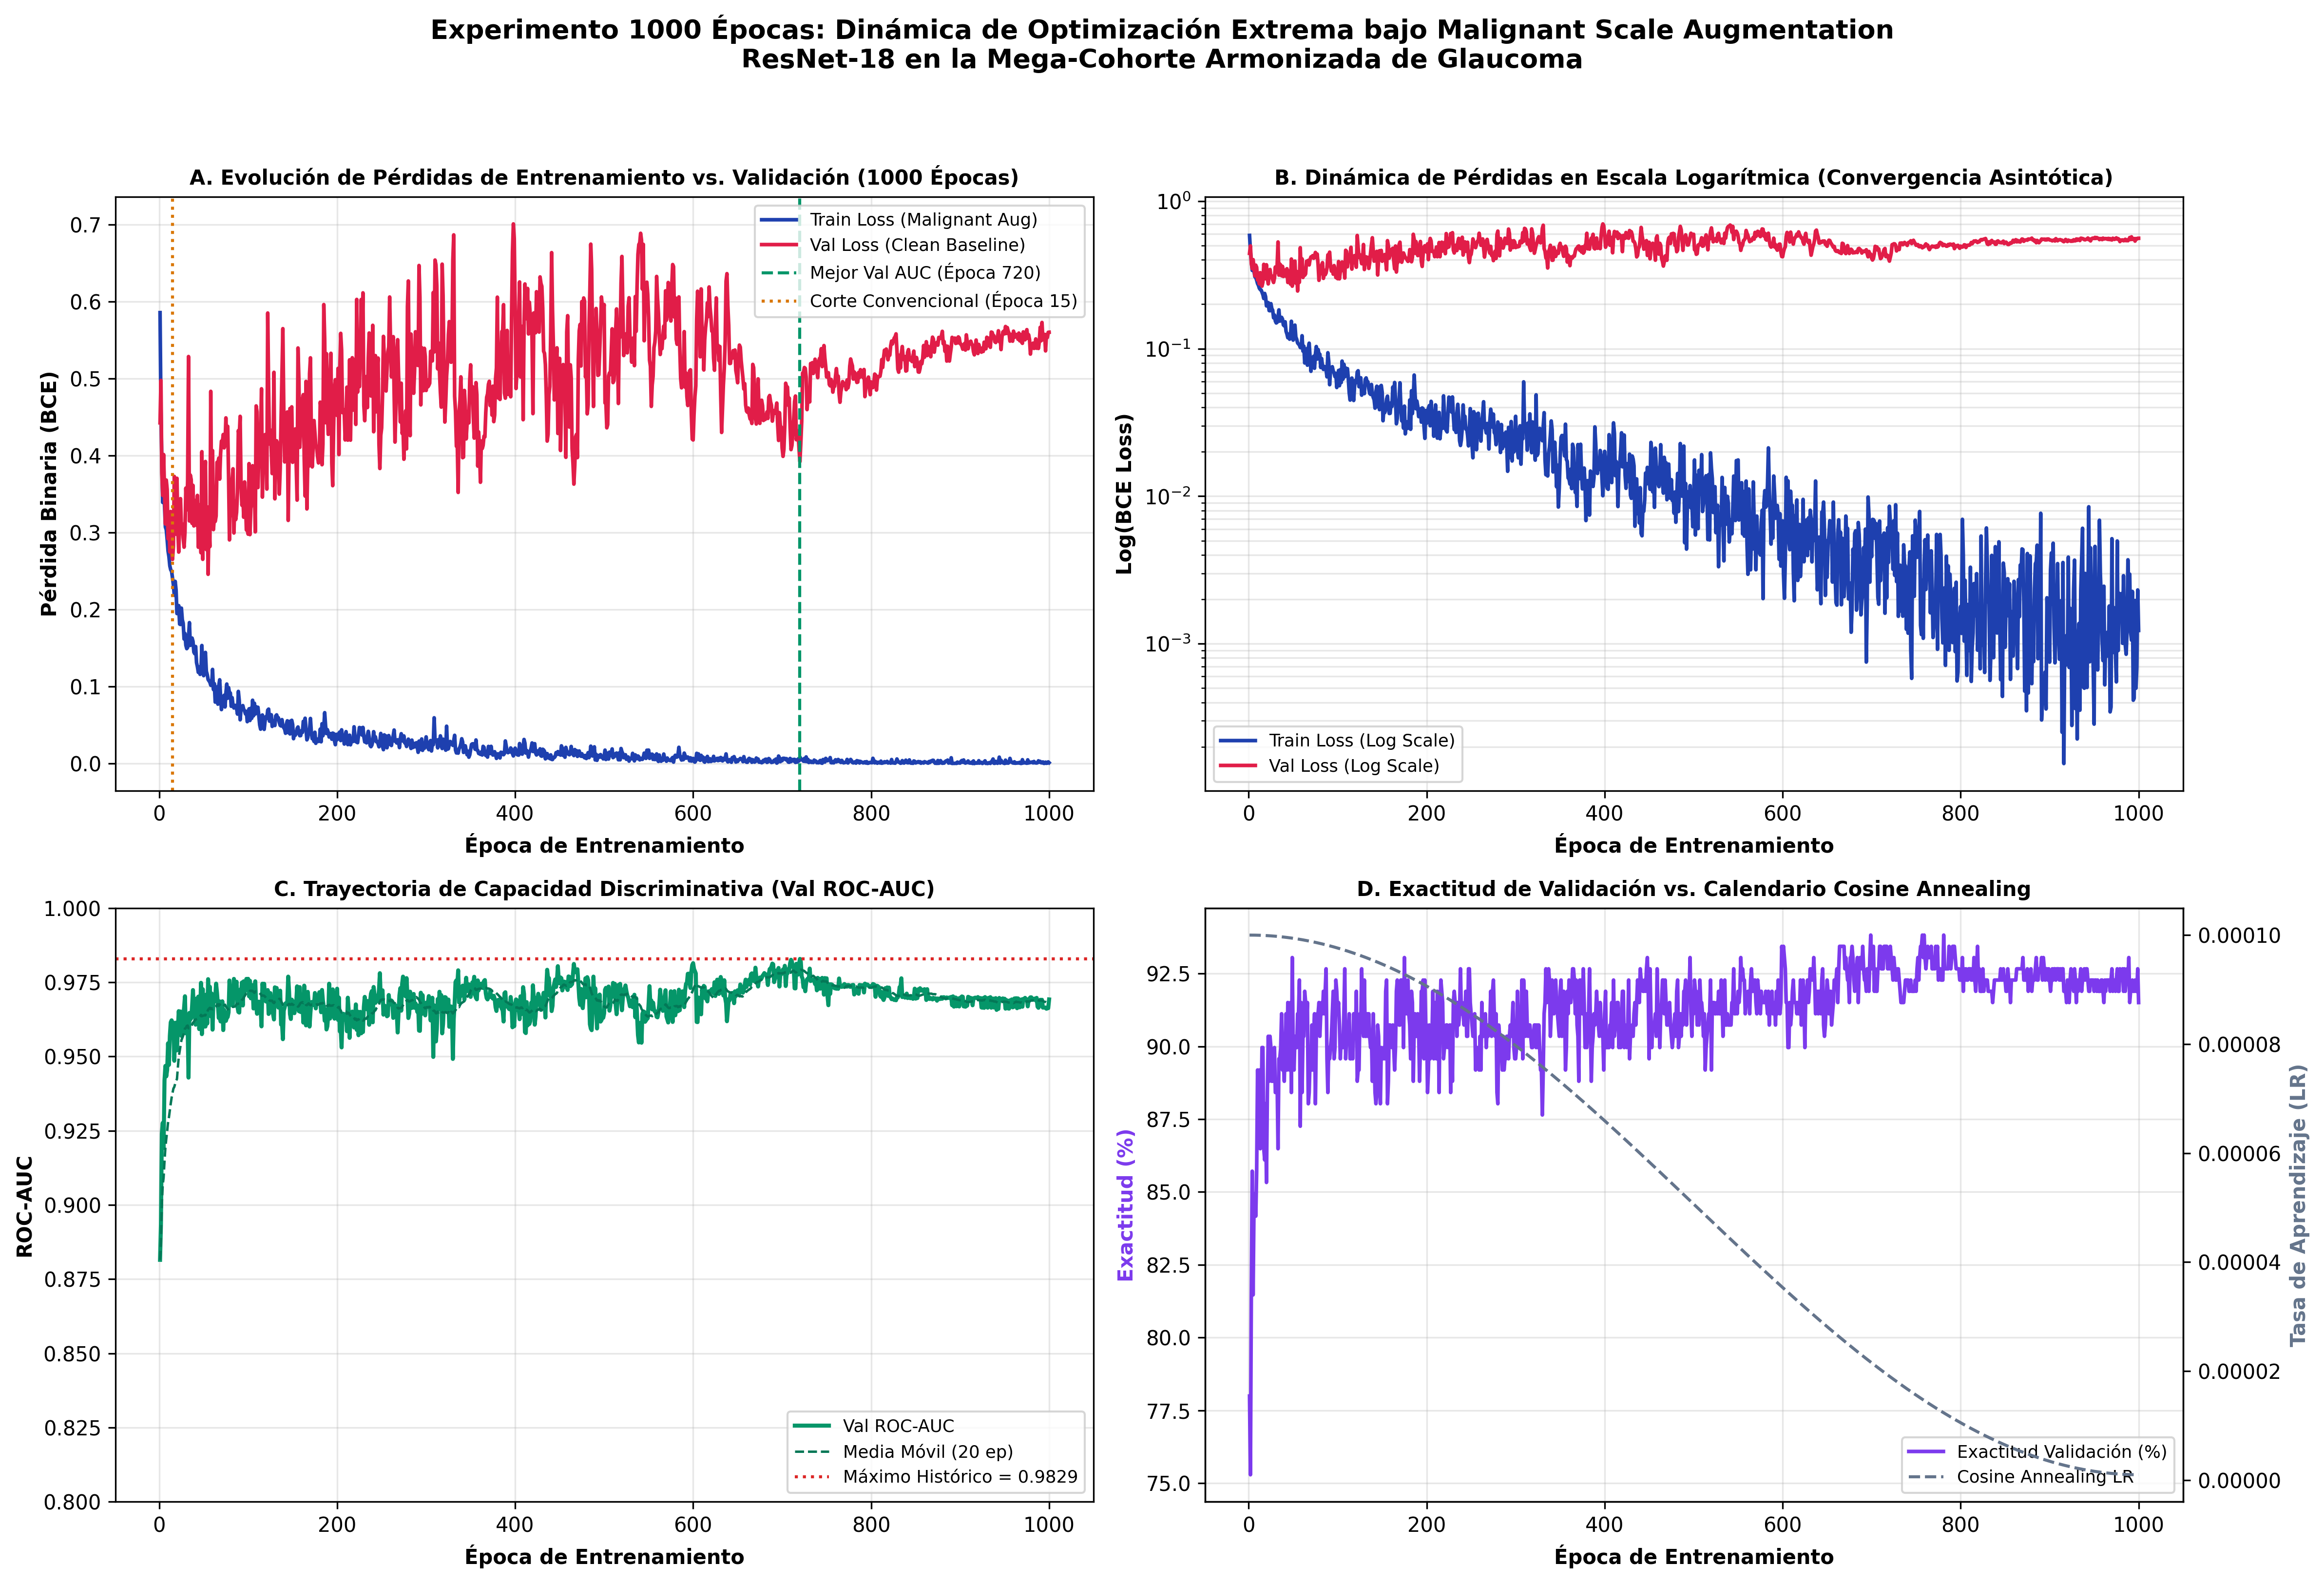 Experimento 1000 Épocas: Dinámica de Optimización Extrema bajo Malignant Scale Augmentation
ResNet-18 en la Mega-Cohorte Armonizada de Glaucoma
A. Evolución de Pérdidas de Entrenamiento vs. Validación (1000 Épocas)
Pérdida Binaria (BCE)
0.7
0.6
0.5
0.4
0.3
0.2
0.1
0.0
Train Loss (Malignant Aug)
Val Loss (Clean Baseline)
Mejor Val AUC (Época 720)
Corte Convencional (Época 15)
0 200 400 600 800 1000
Época de Entrenamiento
B. Dinámica de Pérdidas en Escala Logarítmica (Convergencia Asintótica)
Log(BCE Loss)
10⁰
10⁻¹
10⁻²
10⁻³
Train Loss (Log Scale)
Val Loss (Log Scale)
0 200 400 600 800 1000
Época de Entrenamiento
C. Trayectoria de Capacidad Discriminativa (Val ROC-AUC)
ROC-AUC
1.000
0.975
0.950
0.925
0.900
0.875
0.850
0.825
0.800
Val ROC-AUC
Media Móvil (20 ep)
Máximo Histórico = 0.9829
0 200 400 600 800 1000
Época de Entrenamiento
D. Exactitud de Validación vs. Calendario Cosine Annealing
Exactitud (%)
92.5
90.0
87.5
85.0
82.5
80.0
77.5
75.0
Exactitud Validación (%)
Cosine Annealing LR
0.00010
0.00008
0.00006
0.00004
0.00002
0.00000
Tasa de Aprendizaje (LR)
0 200 400 600 800 1000
Época de Entrenamiento